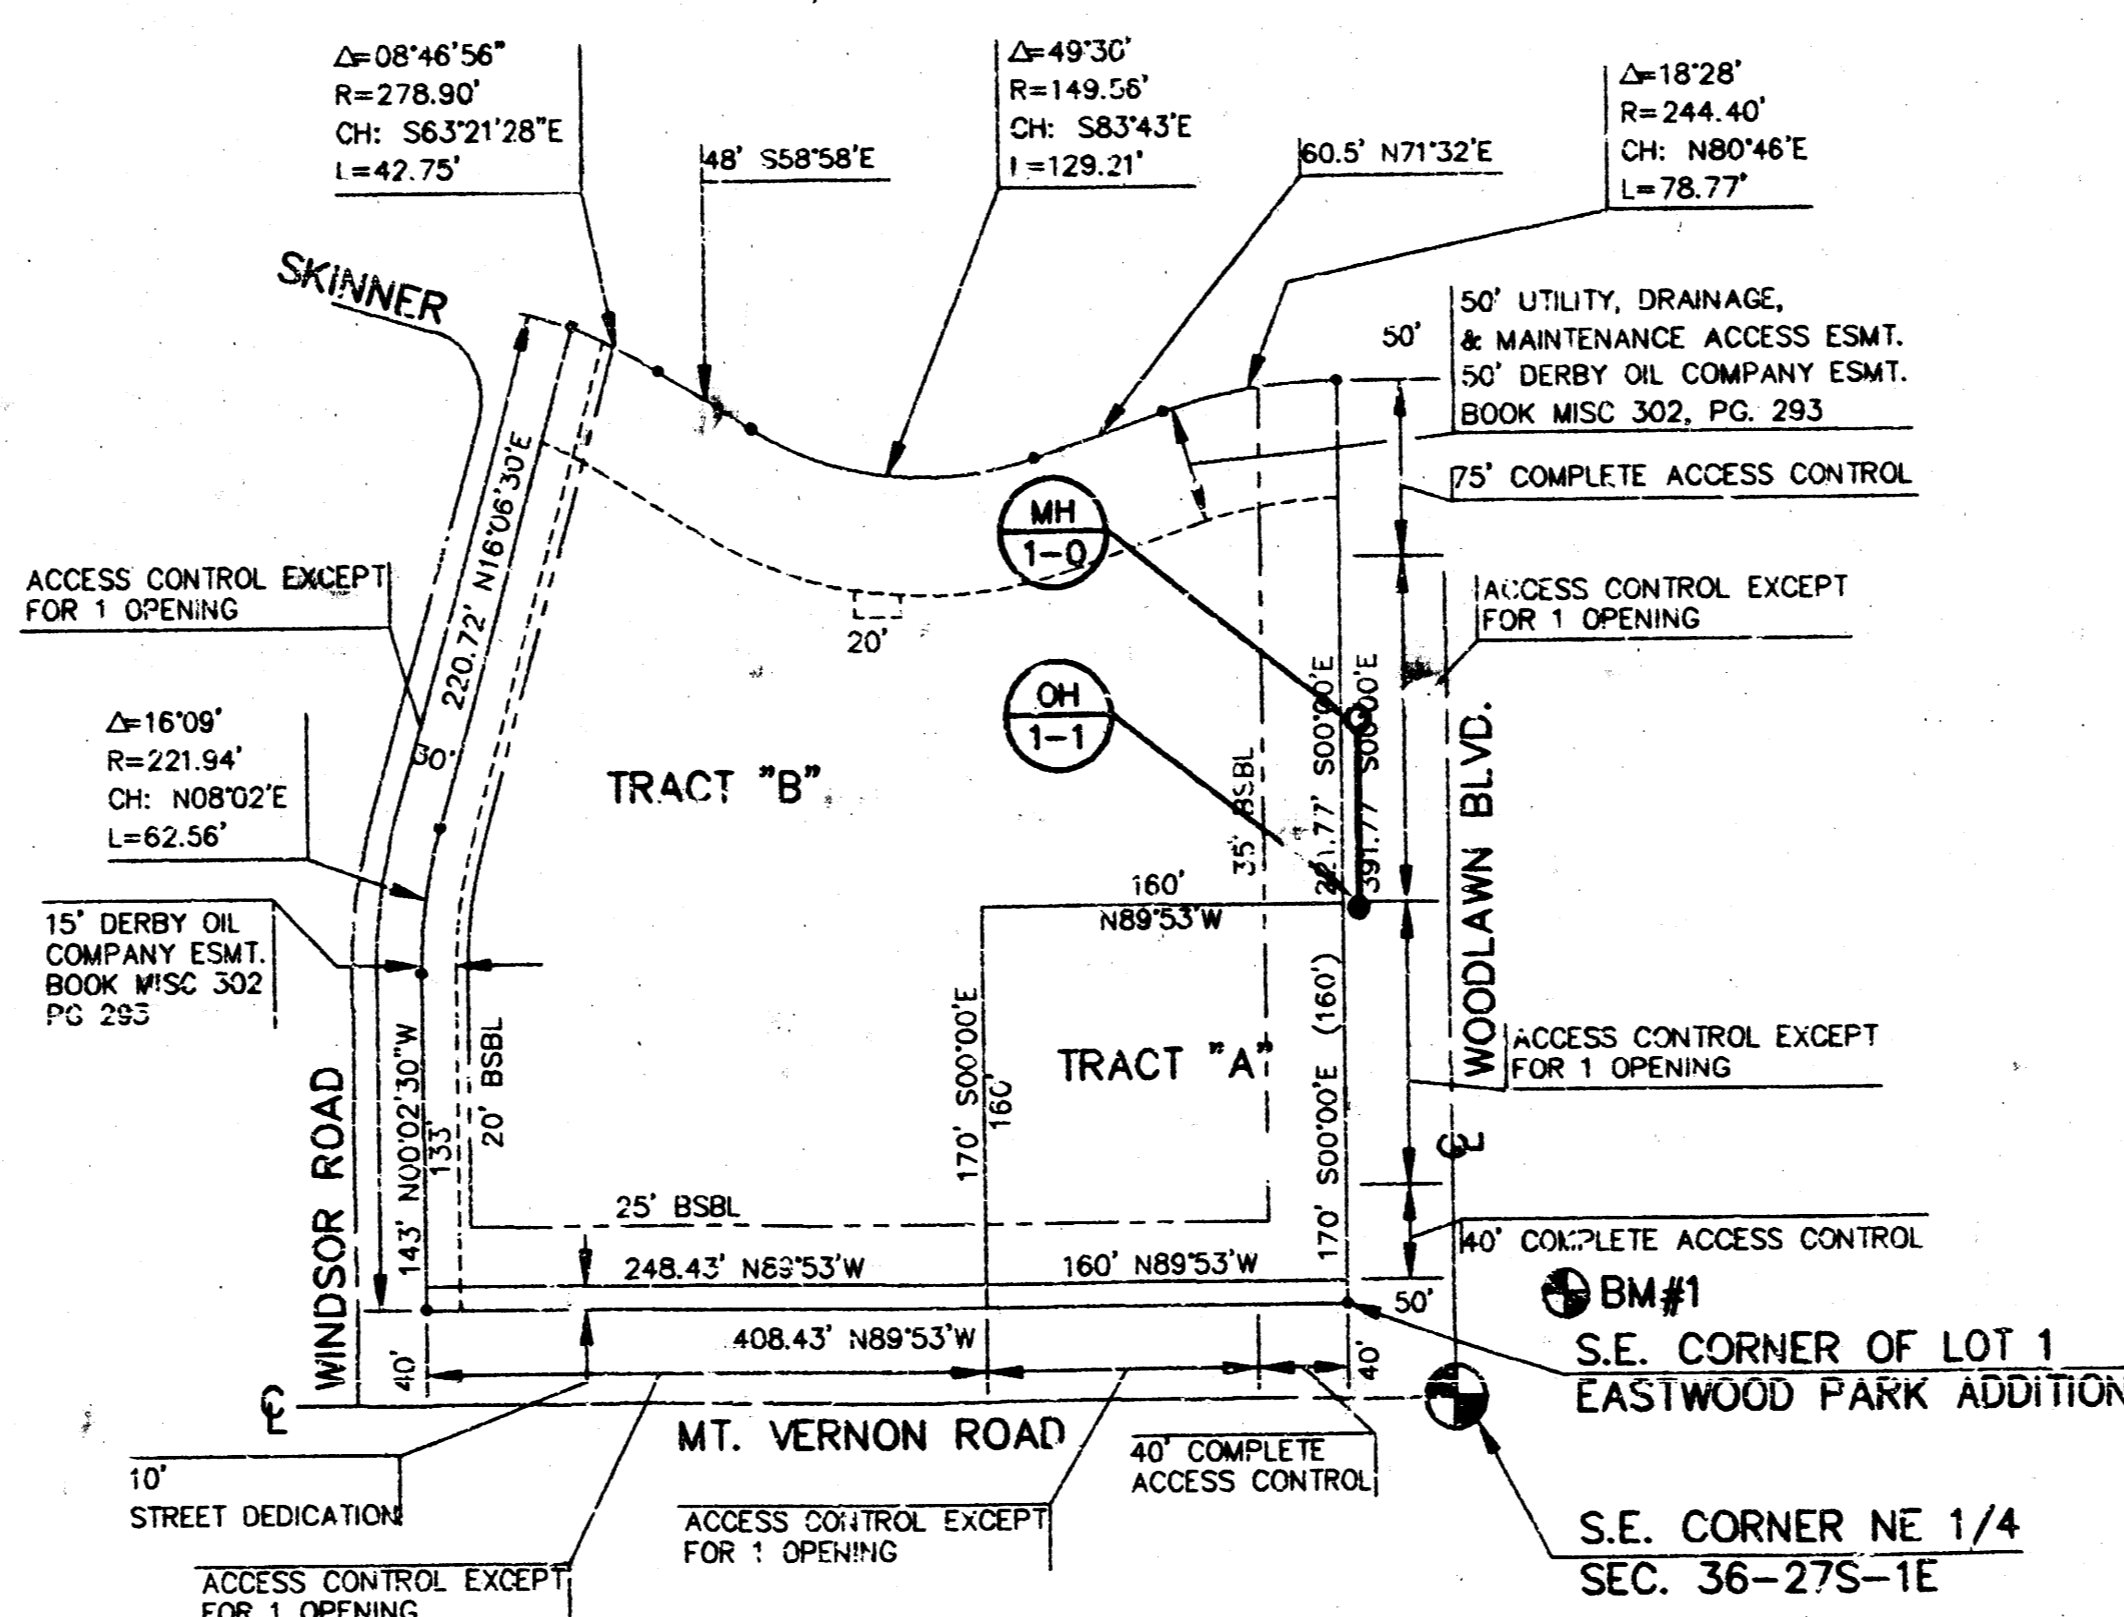 Δ=08°46'56"
R=278.90'
CH: S63°21'28"E
L=42.75'
48' S58°58'E
Δ=49°30'
R=149.56'
CH: S83°43'E
L=129.21'
60.5' N71°32'E
Δ=18°28'
R=244.40'
CH: N80°46'E
L=78.77'
SKINNER
50'
50' UTILITY, DRAINAGE,
& MAINTENANCE ACCESS ESMT.
50' DERBY OIL COMPANY ESMT.
BOOK MISC 302, PG. 293
75' COMPLETE ACCESS CONTROL
220.72' N16°06'30"E
MH
1-0
ACCESS CONTROL EXCEPT
FOR 1 OPENING
20'
ACCESS CONTROL EXCEPT
FOR 1 OPENING
OH
1-1
Δ=16°09'
R=221.94'
CH: N08°02'E
L=62.56'
30'
TRACT "B"
35' BSBL
221.77' S00°00'E
391.77' S00°00'E
WOODLAWN BLVD.
160'
N89°53'W
15' DERBY OIL
COMPANY ESMT.
BOOK MISC 302
PG 293
143' N00°02'30"W
133'
20' BSBL
170' S00°00'E
160'
TRACT "A"
170' S00°00'E (160')
ACCESS CONTROL EXCEPT
FOR 1 OPENING
℄
WINDSOR ROAD
25' BSBL
40' COMPLETE ACCESS CONTROL
248.43' N89°53'W
160' N89°53'W
50'
BM#1
408.43' N89°53'W
40'
40'
S.E. CORNER OF LOT 1
EASTWOOD PARK ADDITION
℄
MT. VERNON ROAD
40' COMPLETE
ACCESS CONTROL
10'
STREET DEDICATION
ACCESS CONTROL EXCEPT
FOR 1 OPENING
S.E. CORNER NE 1/4
SEC. 36-27S-1E
ACCESS CONTROL EXCEPT
FOR 1 OPENING